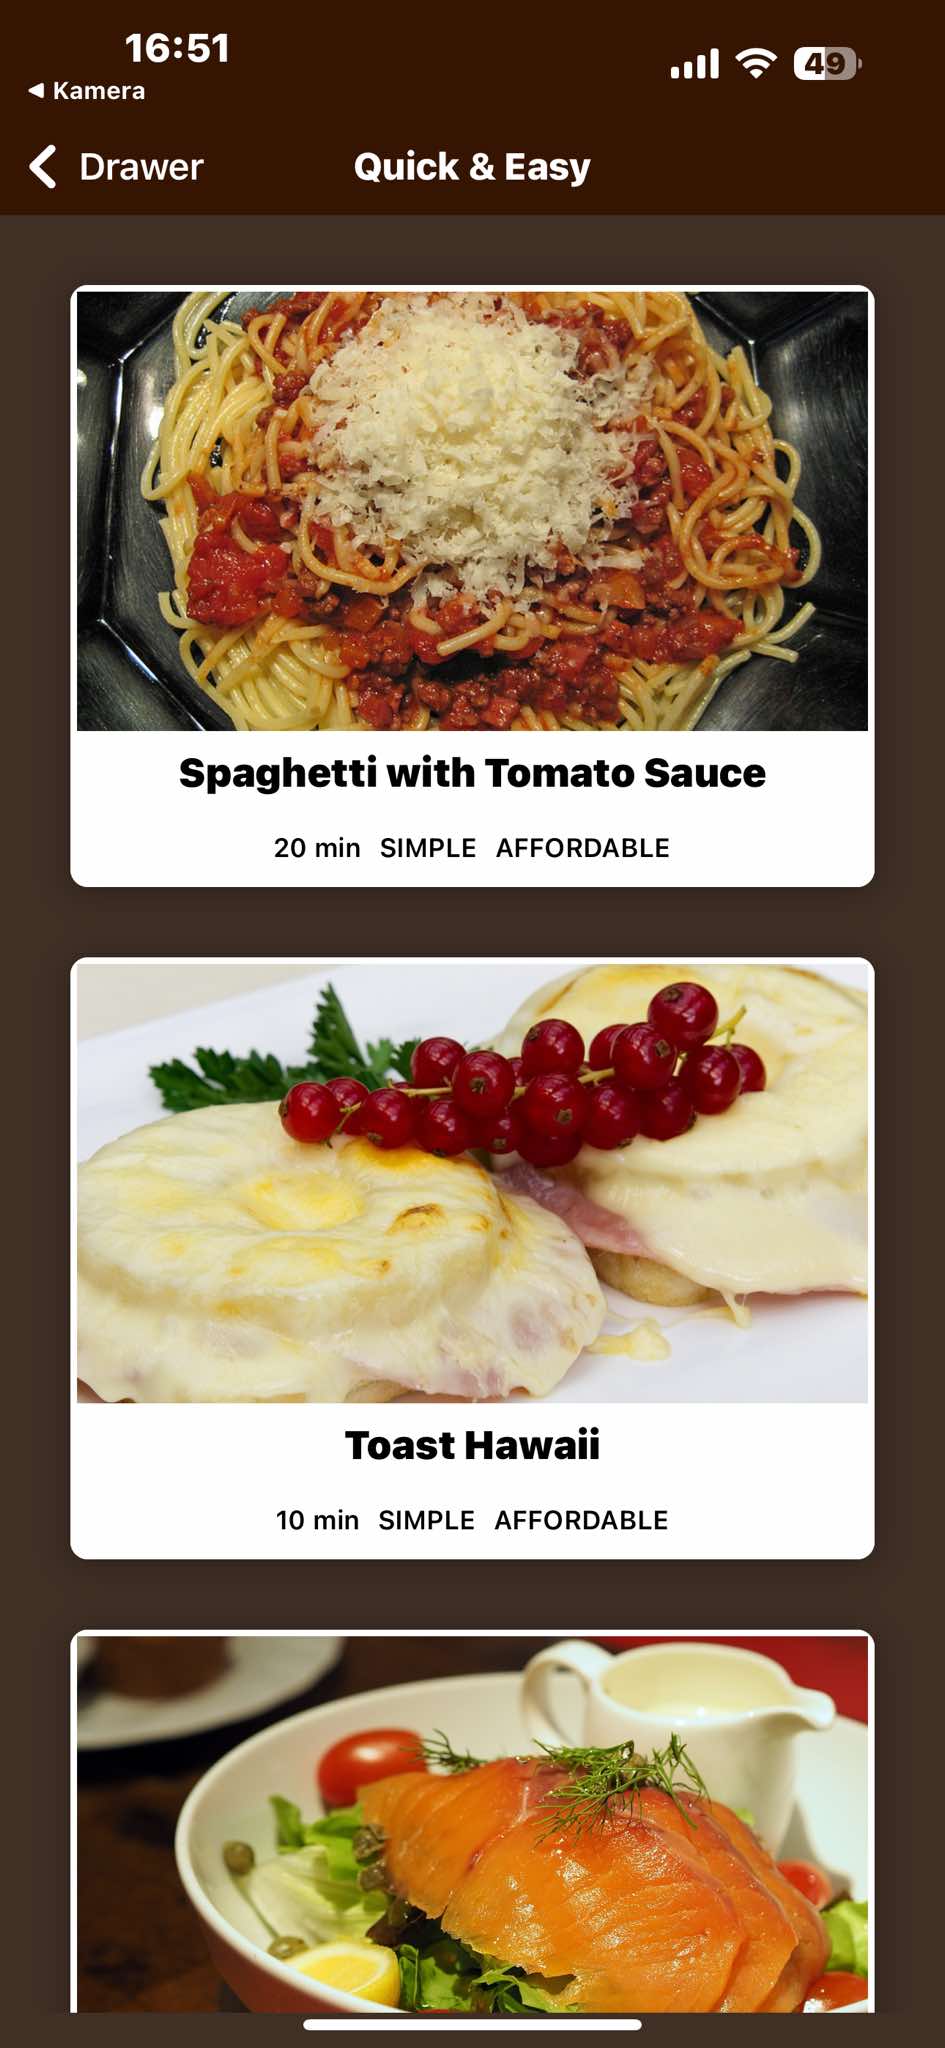 16:51
49
◀ Kamera
Drawer
Quick & Easy
Spaghetti with Tomato Sauce
20 min SIMPLE AFFORDABLE
Toast Hawaii
10 min SIMPLE AFFORDABLE